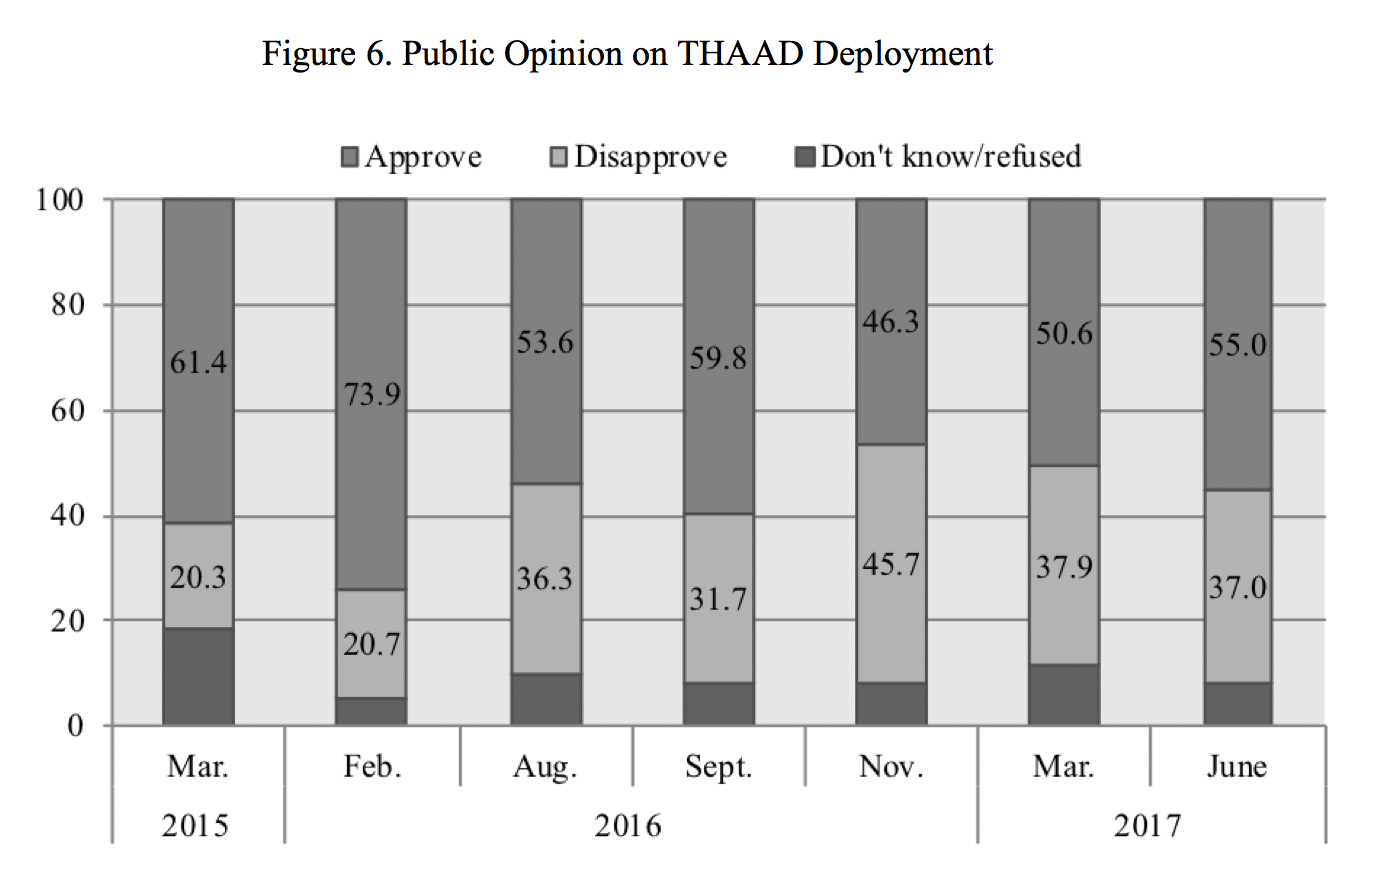 Figure 6. Public Opinion on THAAD Deployment
Approve Disapprove Don't know/refused
100
80
60
40
20
0
61.4 73.9 53.6 59.8 46.3 50.6 55.0
20.3 20.7 36.3 31.7 45.7 37.9 37.0
Mar. Feb. Aug. Sept. Nov. Mar. June
2015 2016 2017